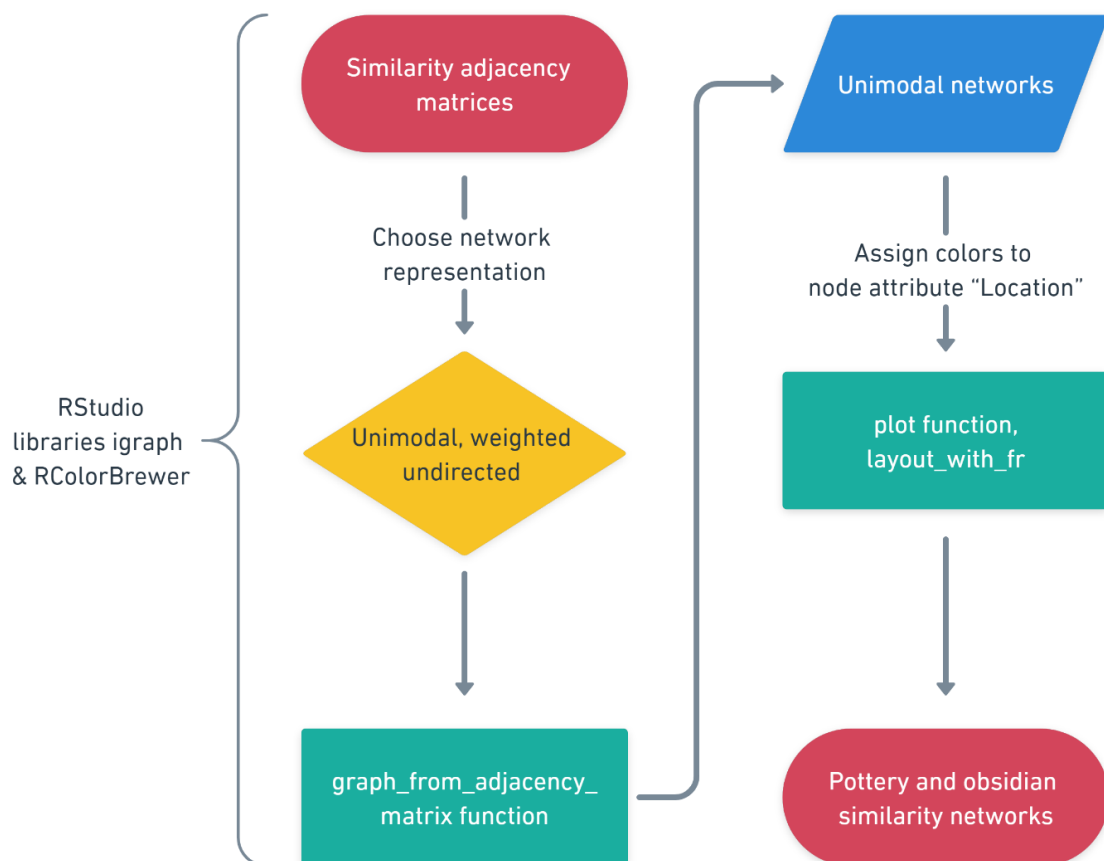 RStudio
libraries igraph
& RColorBrewer
Similarity adjacency
matrices
Choose network
representation
Unimodal, weighted
undirected
graph_from_adjacency_
matrix function
Unimodal networks
Assign colors to
node attribute “Location”
plot function,
layout_with_fr
Pottery and obsidian
similarity networks